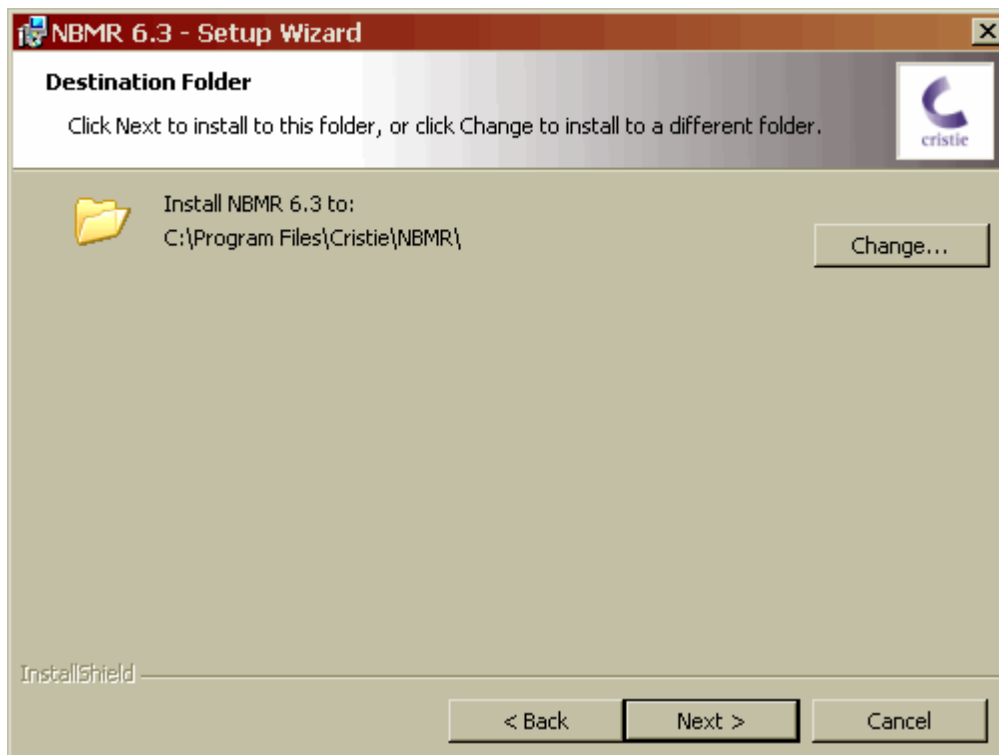 NBMR 6.3 - Setup Wizard
Destination Folder
Click Next to install to this folder, or click Change to install to a different folder.
cristie
Install NBMR 6.3 to:
C:\Program Files\Cristie\NBMR\
Change...
InstallShield
< Back
Next >
Cancel